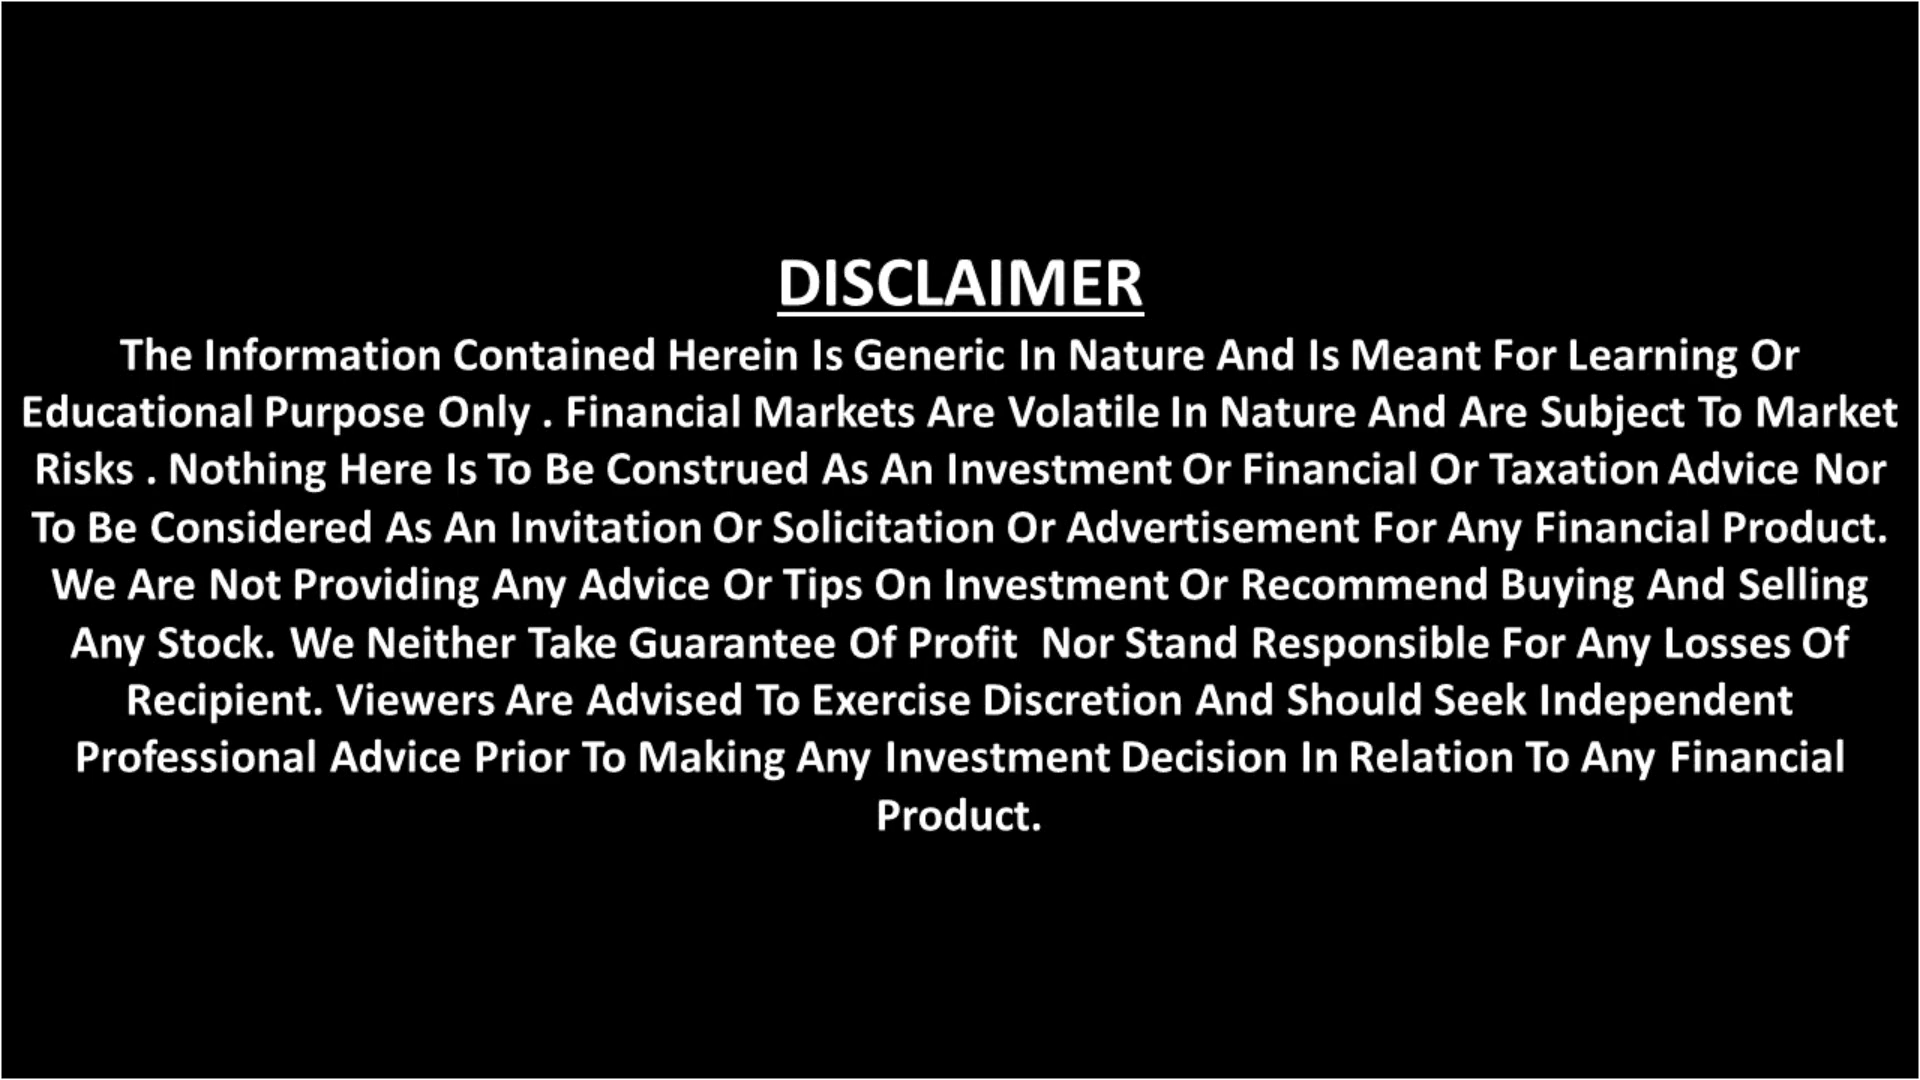 DISCLAIMER
The Information Contained Herein Is Generic In Nature And Is Meant For Learning Or
Educational Purpose Only . Financial Markets Are Volatile In Nature And Are Subject To Market
Risks . Nothing Here Is To Be Construed As An Investment Or Financial Or Taxation Advice Nor
To Be Considered As An Invitation Or Solicitation Or Advertisement For Any Financial Product.
We Are Not Providing Any Advice Or Tips On Investment Or Recommend Buying And Selling
Any Stock. We Neither Take Guarantee Of Profit  Nor Stand Responsible For Any Losses Of
Recipient. Viewers Are Advised To Exercise Discretion And Should Seek Independent
Professional Advice Prior To Making Any Investment Decision In Relation To Any Financial
Product.